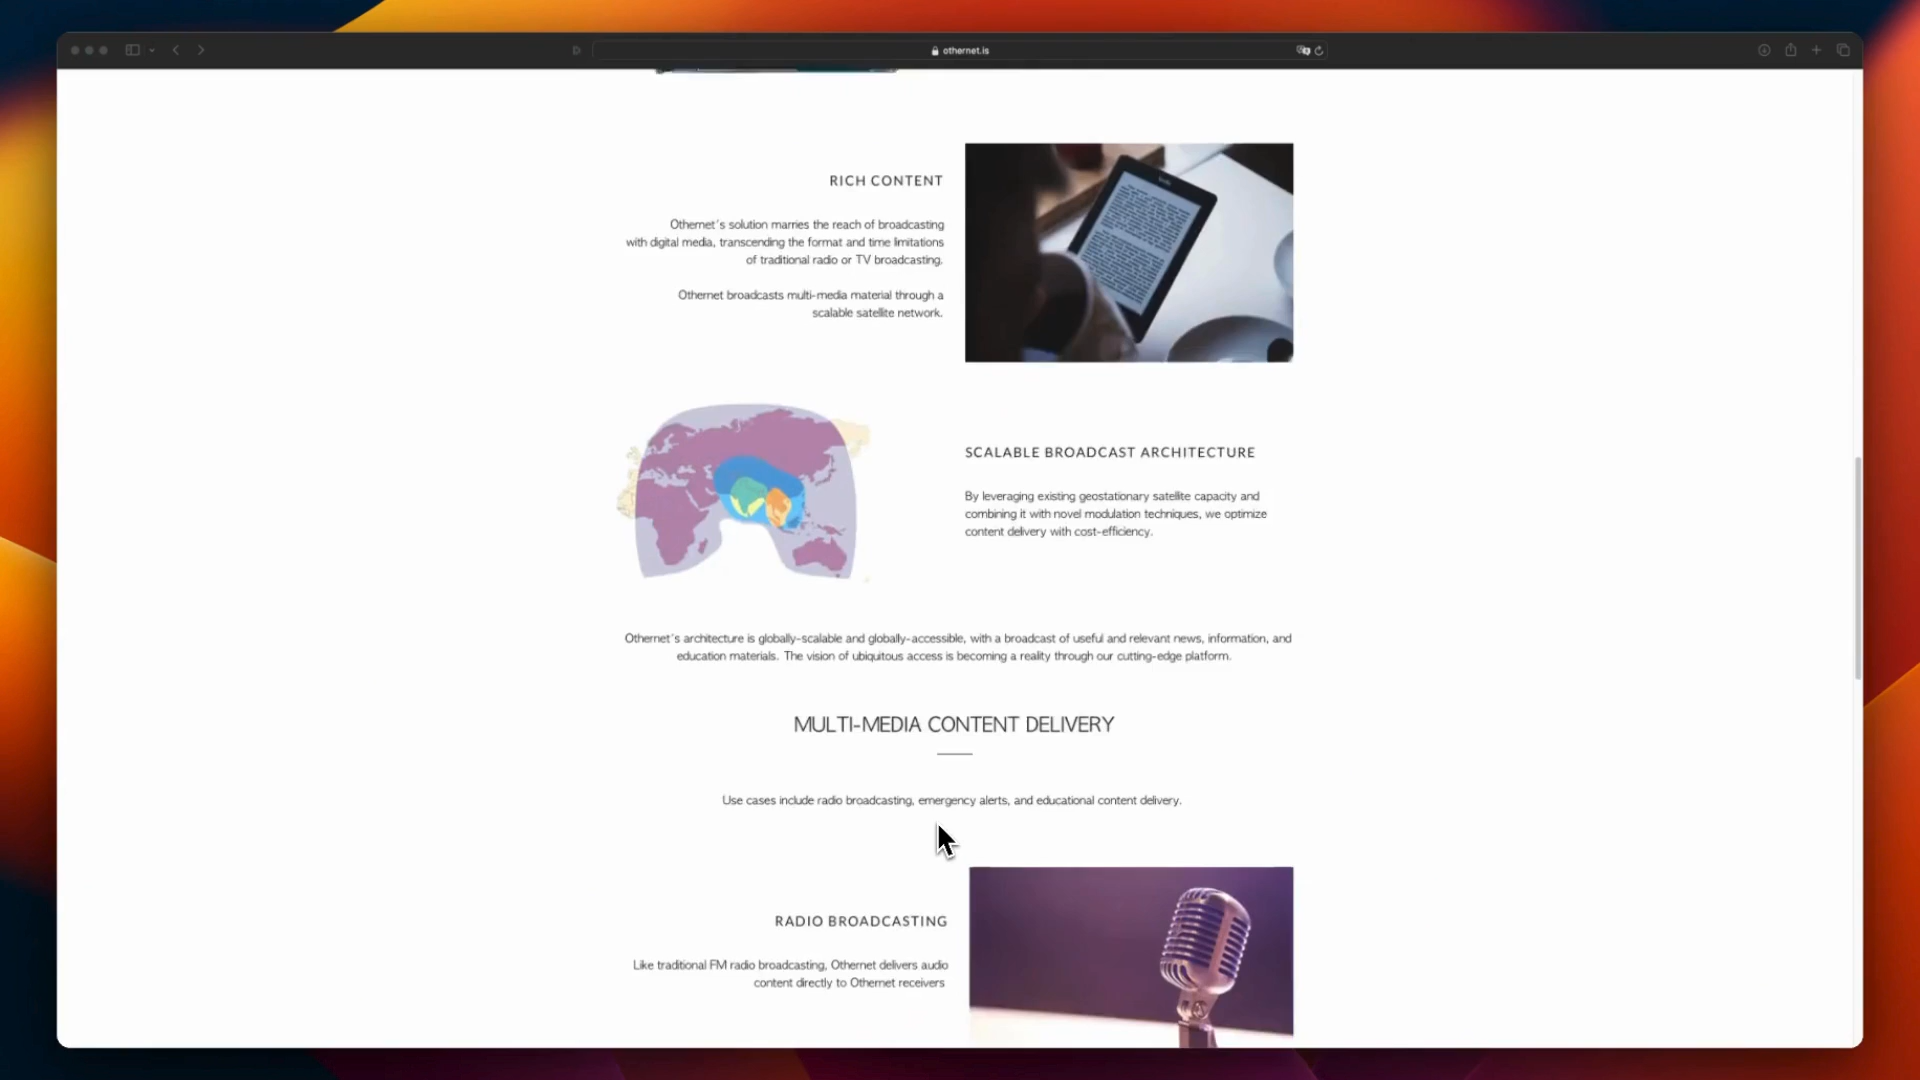 othernet.is
RICH CONTENT
Othernet's solution marries the reach of broadcasting
with digital media, transcending the format and time limitations
of traditional radio or TV broadcasting.
Othernet broadcasts multi-media material through a
scalable satellite network.
SCALABLE BROADCAST ARCHITECTURE
By leveraging existing geostationary satellite capacity and
combining it with novel modulation techniques, we optimize
content delivery with cost-efficiency.
Othernet's architecture is globally-scalable and globally-accessible, with a broadcast of useful and relevant news, information, and
education materials. The vision of ubiquitous access is becoming a reality through our cutting-edge platform.
MULTI-MEDIA CONTENT DELIVERY
Use cases include radio broadcasting, emergency alerts, and educational content delivery.
RADIO BROADCASTING
Like traditional FM radio broadcasting, Othernet delivers audio
content directly to Othernet receivers